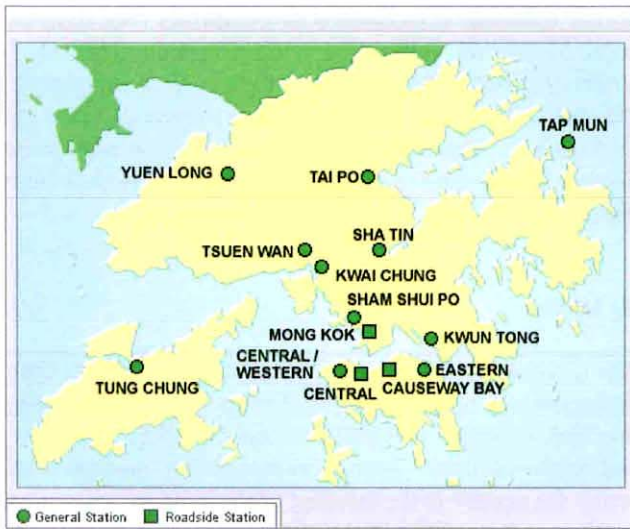 TAP MUN
YUEN LONG
TAI PO
TSUEN WAN
SHA TIN
KWAI CHUNG
SHAM SHUI PO
MONG KOK
KWUN TONG
CENTRAL /
WESTERN
EASTERN
TUNG CHUNG
CENTRAL
CAUSEWAY BAY
General Station
Roadside Station